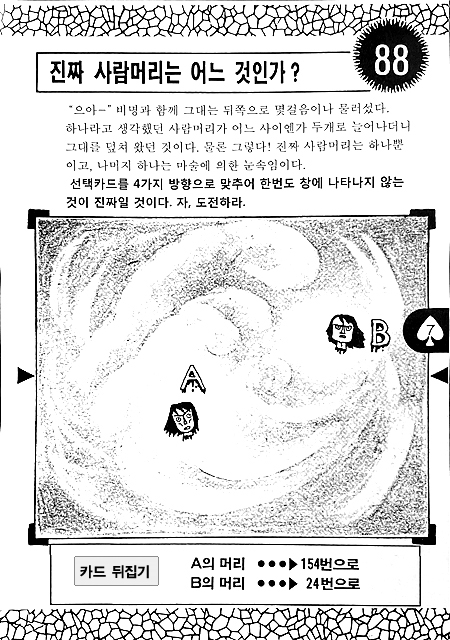 88
진짜 사람머리는 어느 것인가?
"으아–" 비명과 함께 그대는 뒤쪽으로 몇걸음이나 물러섰다.
하나라고 생각했던 사람머리가 어느 사이엔가 두개로 늘어나더니
그대를 덮쳐 왔던 것이다. 물론 그렇다! 진짜 사람머리는 하나뿐
이고, 나머지 하나는 마술에 의한 눈속임이다.
선택카드를 4가지 방향으로 맞추어 한번도 창에 나타나지 않는
것이 진짜일 것이다. 자, 도전하라.
B
7
A
카드 뒤집기
A의 머리 ●●●▶154번으로
B의 머리 ●●●▶ 24번으로